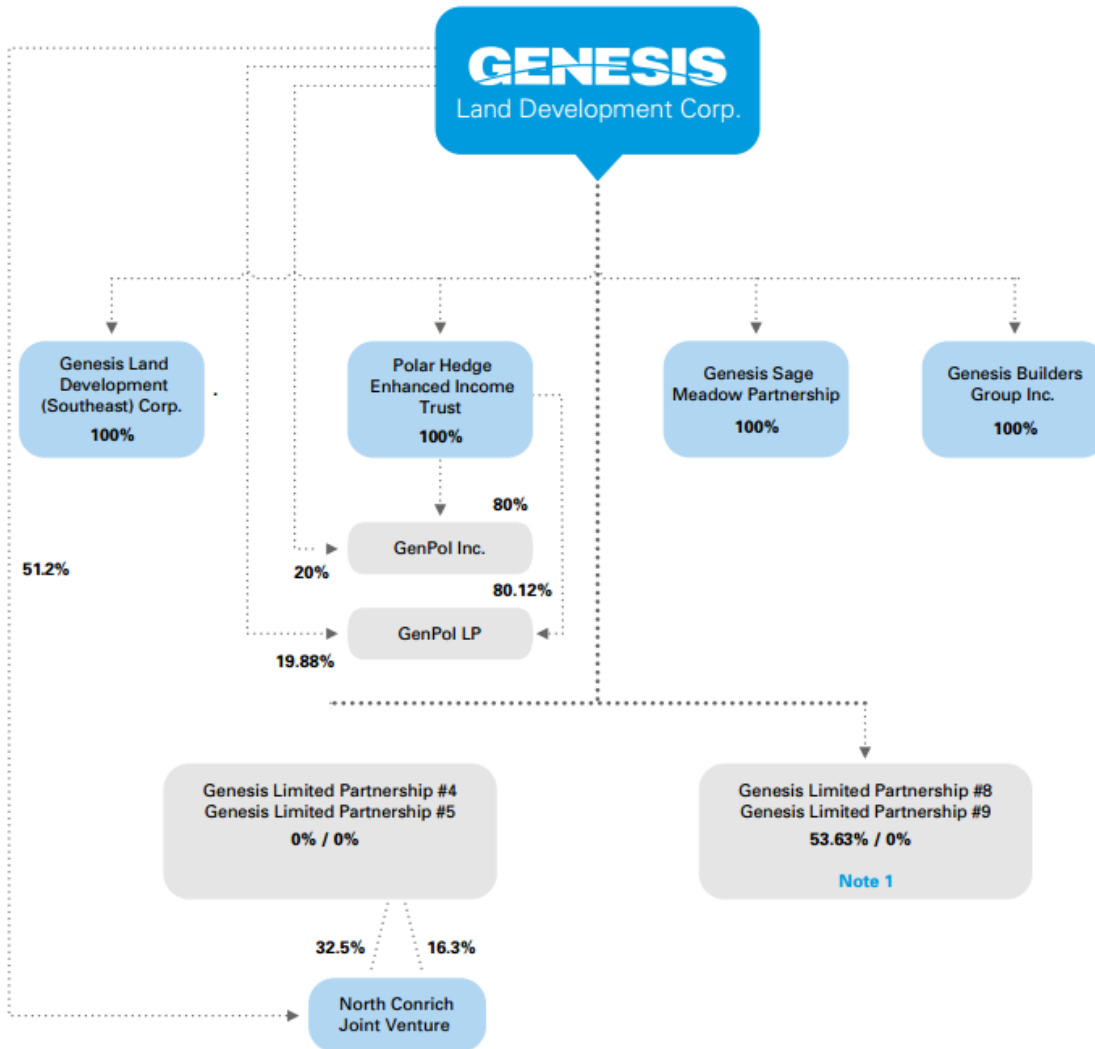 GENESIS
Land Development Corp.
Genesis Land
Development
(Southeast) Corp.
100%
.
Polar Hedge
Enhanced Income
Trust
100%
Genesis Sage
Meadow Partnership
100%
Genesis Builders
Group Inc.
100%
80%
GenPol Inc.
51.2%
20%
80.12%
GenPol LP
19.88%
Genesis Limited Partnership #4
Genesis Limited Partnership #5
0% / 0%
Genesis Limited Partnership #8
Genesis Limited Partnership #9
53.63% / 0%
Note 1
32.5%
16.3%
North Conrich
Joint Venture